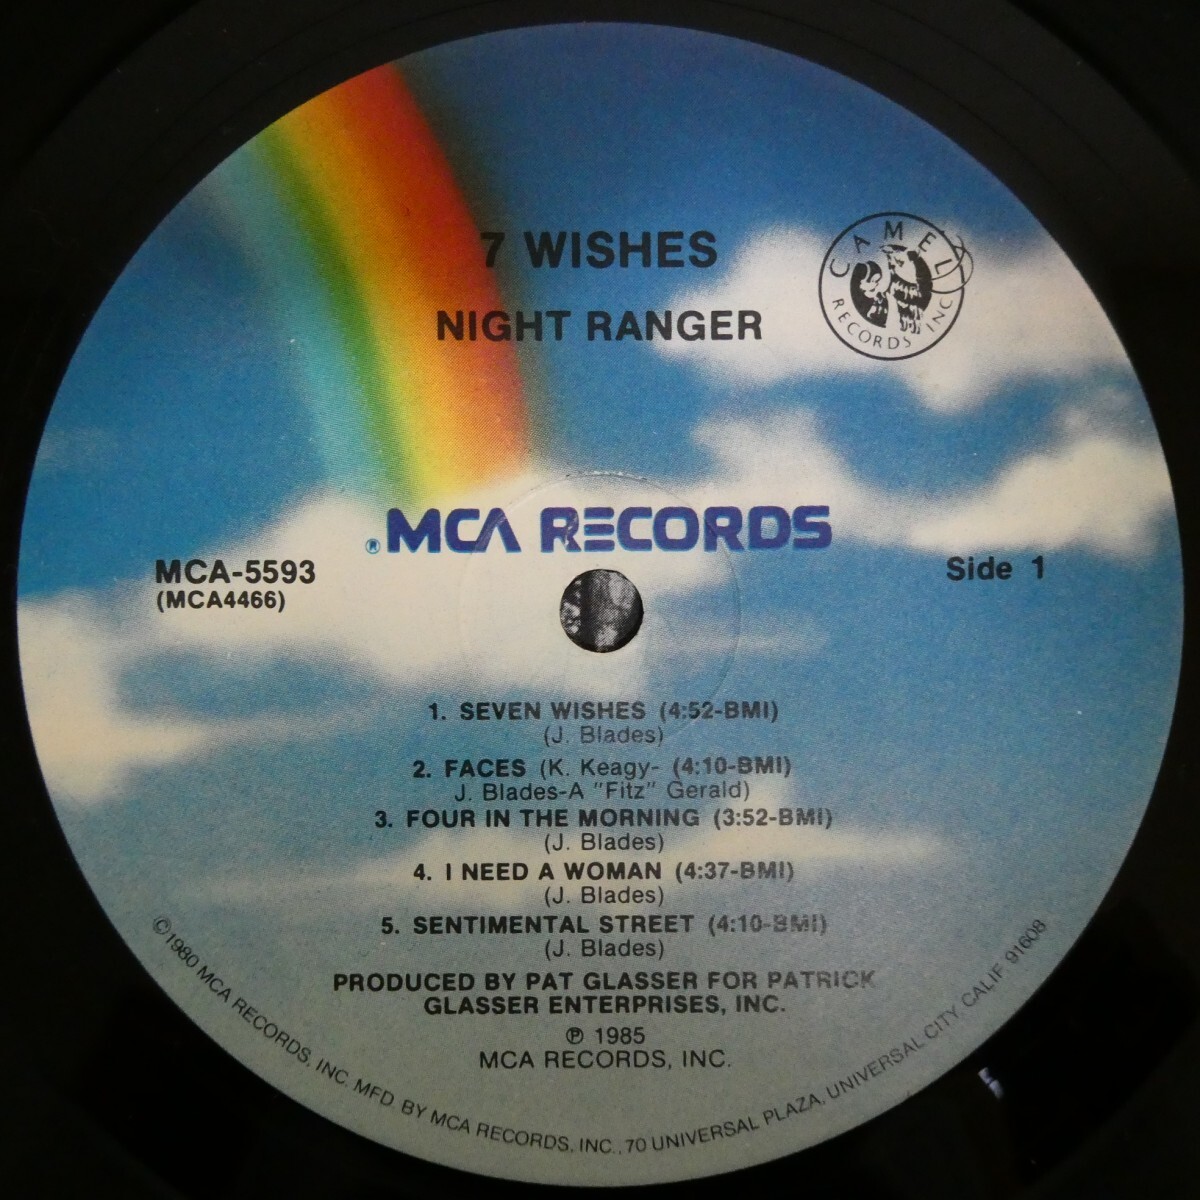 7 WISHES
NIGHT RANGER
CAMEL RECORDS INC
® MCA RECORDS
MCA-5593
(MCA4466)
Side 1
1. SEVEN WISHES (4:52-BMI)
(J. Blades)
2. FACES (K. Keagy- (4:10-BMI)
J. Blades-A "Fitz" Gerald)
3. FOUR IN THE MORNING (3:52-BMI)
(J. Blades)
4. I NEED A WOMAN (4:37-BMI)
(J. Blades)
5. SENTIMENTAL STREET (4:10-BMI)
(J. Blades)
PRODUCED BY PAT GLASSER FOR PATRICK
GLASSER ENTERPRISES, INC.
℗ 1985
MCA RECORDS, INC.
©1980 MCA RECORDS, INC. MFD. BY MCA RECORDS, INC., 70 UNIVERSAL PLAZA, UNIVERSAL CITY, CALIF. 91608